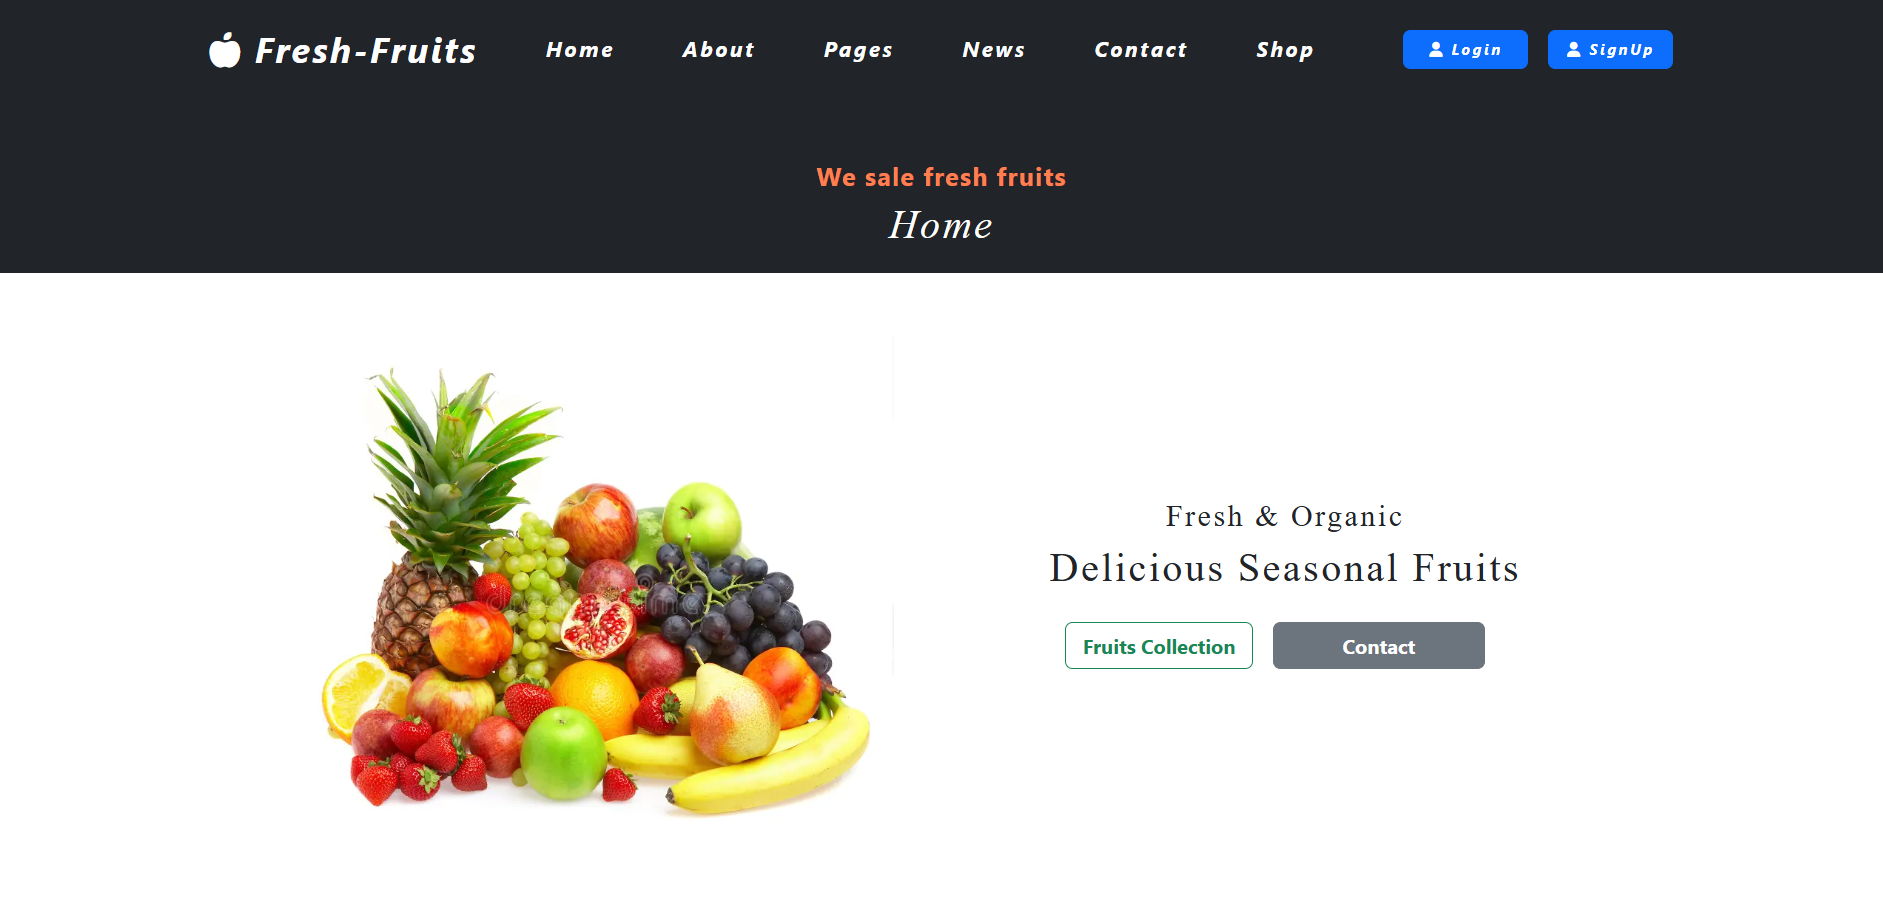 Fresh-Fruits
Home
About
Pages
News
Contact
Shop
Login
SignUp
We sale fresh fruits
Home
Fresh & Organic
Delicious Seasonal Fruits
Fruits Collection
Contact